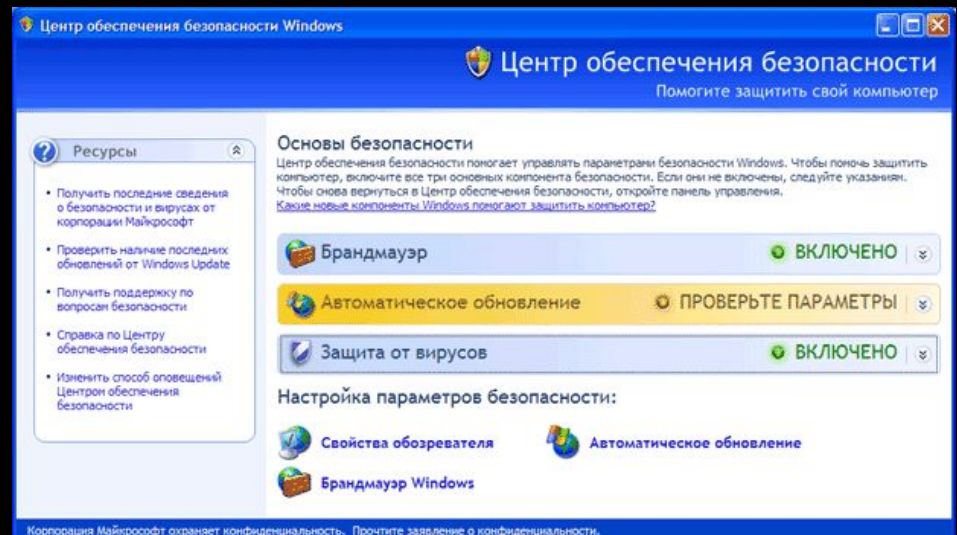 Центр обеспечения безопасности Windows
Центр обеспечения безопасности
Помогите защитить свой компьютер
Ресурсы
• Получить последние сведения
о безопасности и вирусах от
корпорации Майкрософт
• Проверить наличие последних
обновлений от Windows Update
• Получить поддержку по
вопросам безопасности
• Справка по Центру
обеспечения безопасности
• Изменить способ оповещений
Центром обеспечения
безопасности
Основы безопасности
Центр обеспечения безопасности помогает управлять параметрами безопасности Windows. Чтобы помочь защитить
компьютер, включите все три основных компонента безопасности. Если они не включены, следуйте указаниям.
Чтобы снова вернуться в Центр обеспечения безопасности, откройте панель управления.
Какие новые компоненты Windows помогают защитить компьютер?
Брандмауэр ВКЛЮЧЕНО
Автоматическое обновление ПРОВЕРЬТЕ ПАРАМЕТРЫ
Защита от вирусов ВКЛЮЧЕНО
Настройка параметров безопасности:
Свойства обозревателя Автоматическое обновление
Брандмауэр Windows
Корпорация Майкрософт охраняет конфиденциальность. Прочтите заявление о конфиденциальности.